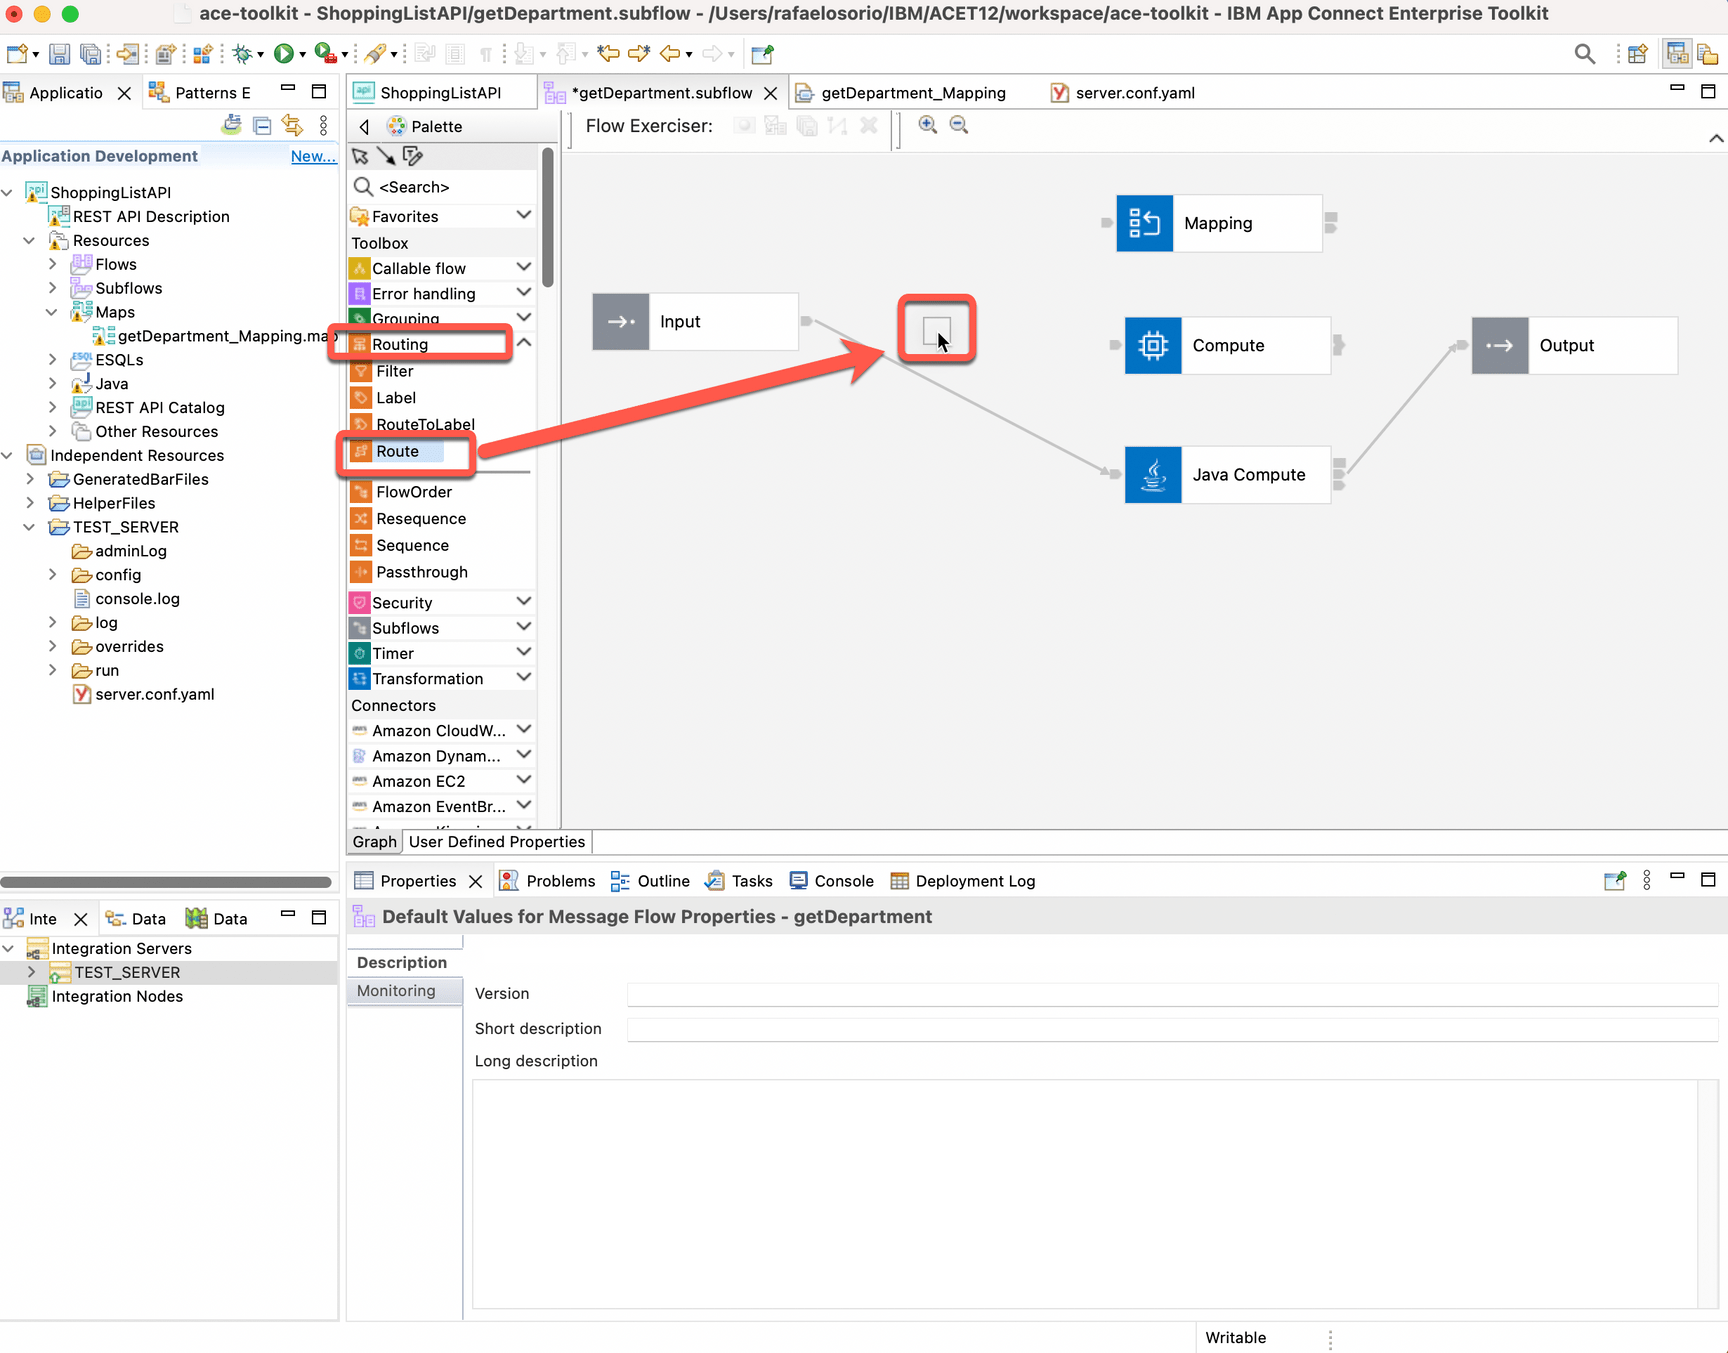 ace-toolkit - ShoppingListAPI/getDepartment.subflow - /Users/rafaelosorio/IBM/ACET12/workspace/ace-toolkit - IBM App Connect Enterprise Toolkit
Applicatio
Patterns E
Application Development
New...
ShoppingListAPI
REST API Description
Resources
Flows
Subflows
Maps
getDepartment_Mapping.map
ESQLs
Java
REST API Catalog
Other Resources
Independent Resources
GeneratedBarFiles
HelperFiles
TEST_SERVER
adminLog
config
console.log
log
overrides
run
server.conf.yaml
ShoppingListAPI
*getDepartment.subflow
getDepartment_Mapping
server.conf.yaml
Palette
Flow Exerciser:
<Search>
Favorites
Toolbox
Callable flow
Error handling
Grouping
Routing
Filter
Label
RouteToLabel
Route
FlowOrder
Resequence
Sequence
Passthrough
Security
Subflows
Timer
Transformation
Connectors
Amazon CloudW...
Amazon Dynam...
Amazon EC2
Amazon EventBr...
Input
Mapping
Compute
Java Compute
Output
Graph
User Defined Properties
Inte
Data
Data
Integration Servers
TEST_SERVER
Integration Nodes
Properties
Problems
Outline
Tasks
Console
Deployment Log
Default Values for Message Flow Properties - getDepartment
Description
Monitoring
Version
Short description
Long description
Writable